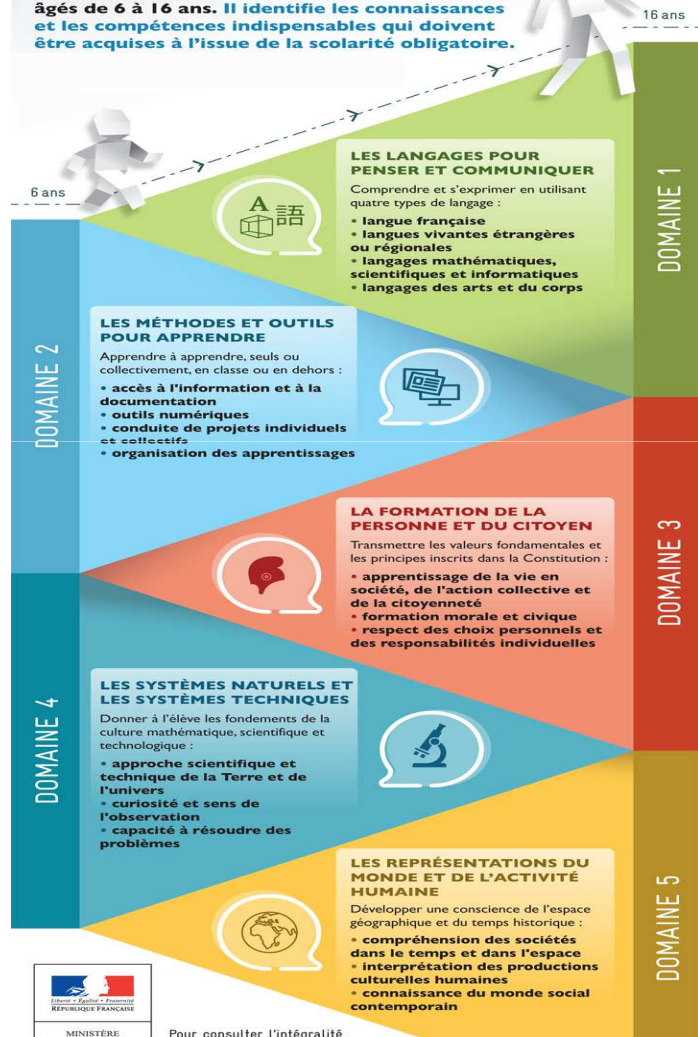 âgés de 6 à 16 ans. Il identifie les connaissances
et les compétences indispensables qui doivent
être acquises à l'issue de la scolarité obligatoire.
16 ans
6 ans
DOMAINE 1
LES LANGAGES POUR
PENSER ET COMMUNIQUER
Comprendre et s'exprimer en utilisant
quatre types de langage :
• langue française
• langues vivantes étrangères
ou régionales
• langages mathématiques,
scientifiques et informatiques
• langages des arts et du corps
A 語
DOMAINE 2
LES MÉTHODES ET OUTILS
POUR APPRENDRE
Apprendre à apprendre, seuls ou
collectivement, en classe ou en dehors :
• accès à l'information et à la
documentation
• outils numériques
• conduite de projets individuels
et collectifs
• organisation des apprentissages
DOMAINE 3
LA FORMATION DE LA
PERSONNE ET DU CITOYEN
Transmettre les valeurs fondamentales et
les principes inscrits dans la Constitution :
• apprentissage de la vie en
société, de l'action collective et
de la citoyenneté
• formation morale et civique
• respect des choix personnels et
des responsabilités individuelles
DOMAINE 4
LES SYSTÈMES NATURELS ET
LES SYSTÈMES TECHNIQUES
Donner à l'élève les fondements de la
culture mathématique, scientifique et
technologique :
• approche scientifique et
technique de la Terre et de
l'univers
• curiosité et sens de
l'observation
• capacité à résoudre des
problèmes
DOMAINE 5
LES REPRÉSENTATIONS DU
MONDE ET DE L'ACTIVITÉ
HUMAINE
Développer une conscience de l'espace
géographique et du temps historique :
• compréhension des sociétés
dans le temps et dans l'espace
• interprétation des productions
culturelles humaines
• connaissance du monde social
contemporain
Liberté • Égalité • Fraternité
RÉPUBLIQUE FRANÇAISE
MINISTÈRE
Pour consulter l'intégralité